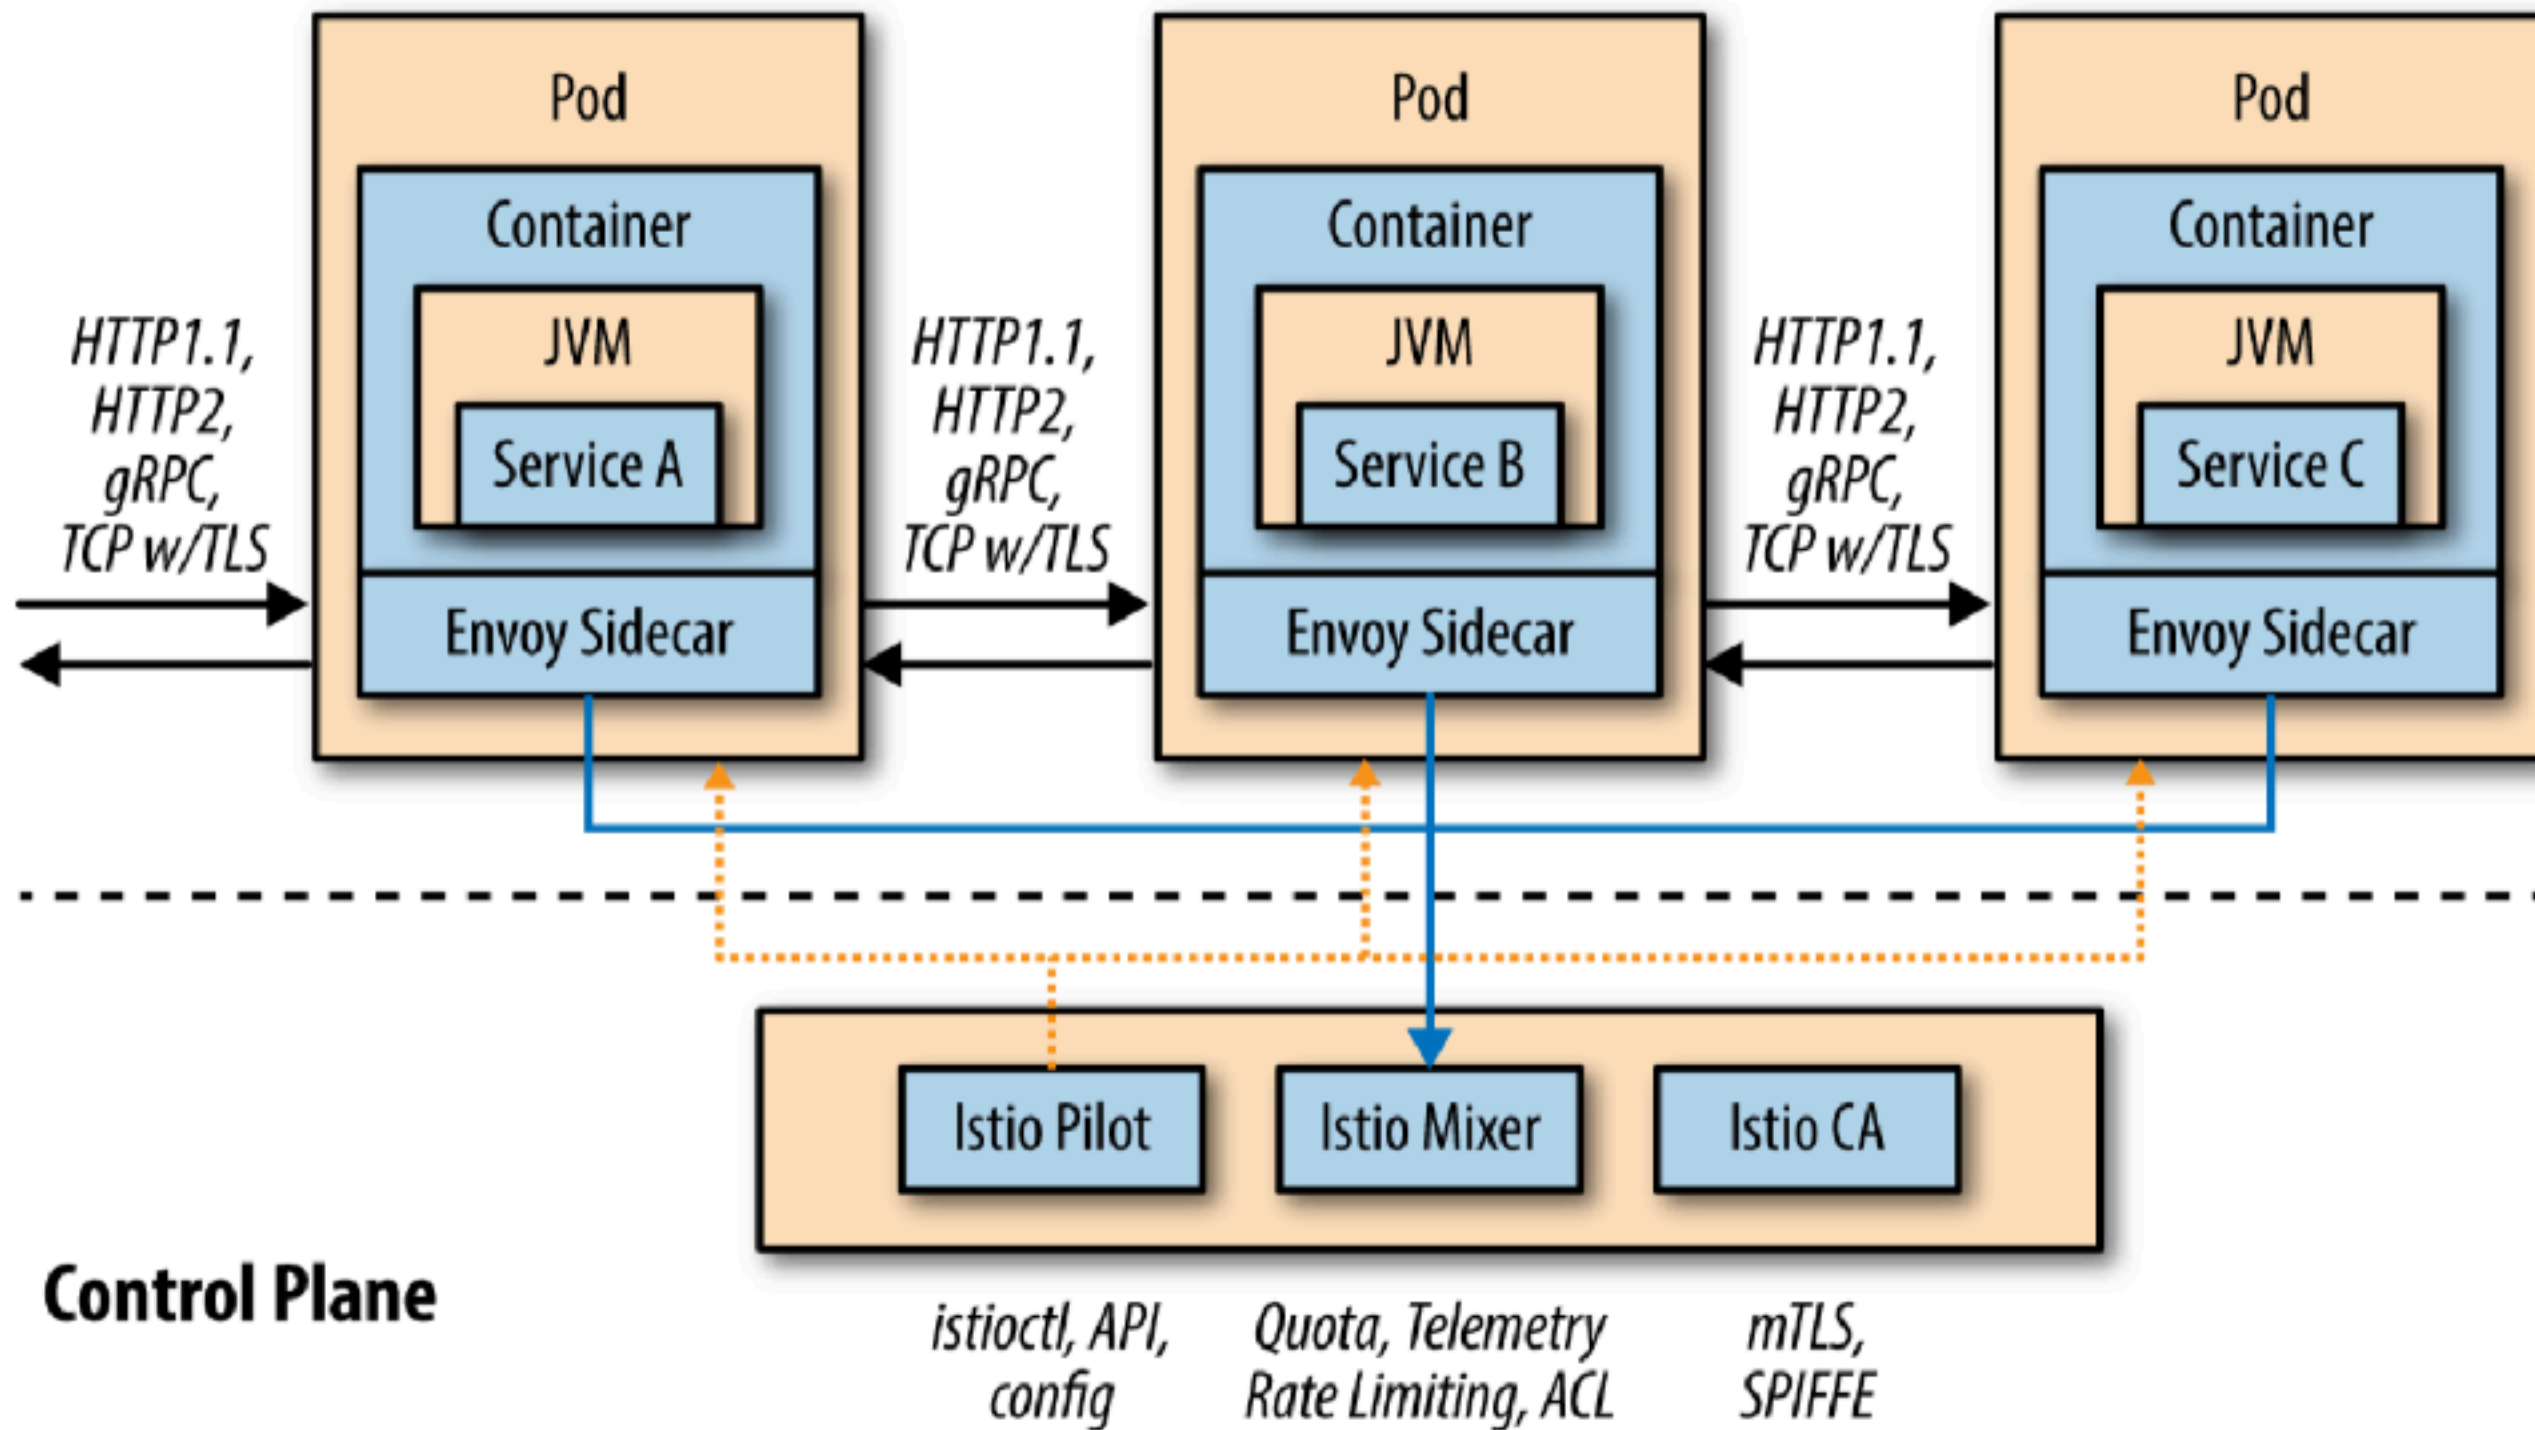 Pod
Pod
Pod
Container
Container
Container
HTTP1.1,
HTTP2,
gRPC,
TCP w/TLS
JVM
Service A
HTTP1.1,
HTTP2,
gRPC,
TCP w/TLS
JVM
Service B
HTTP1.1,
HTTP2,
gRPC,
TCP w/TLS
JVM
Service C
Envoy Sidecar
Envoy Sidecar
Envoy Sidecar
Istio Pilot
Istio Mixer
Istio CA
Control Plane
istioctl, API,
config
Quota, Telemetry
Rate Limiting, ACL
mTLS,
SPIFFE